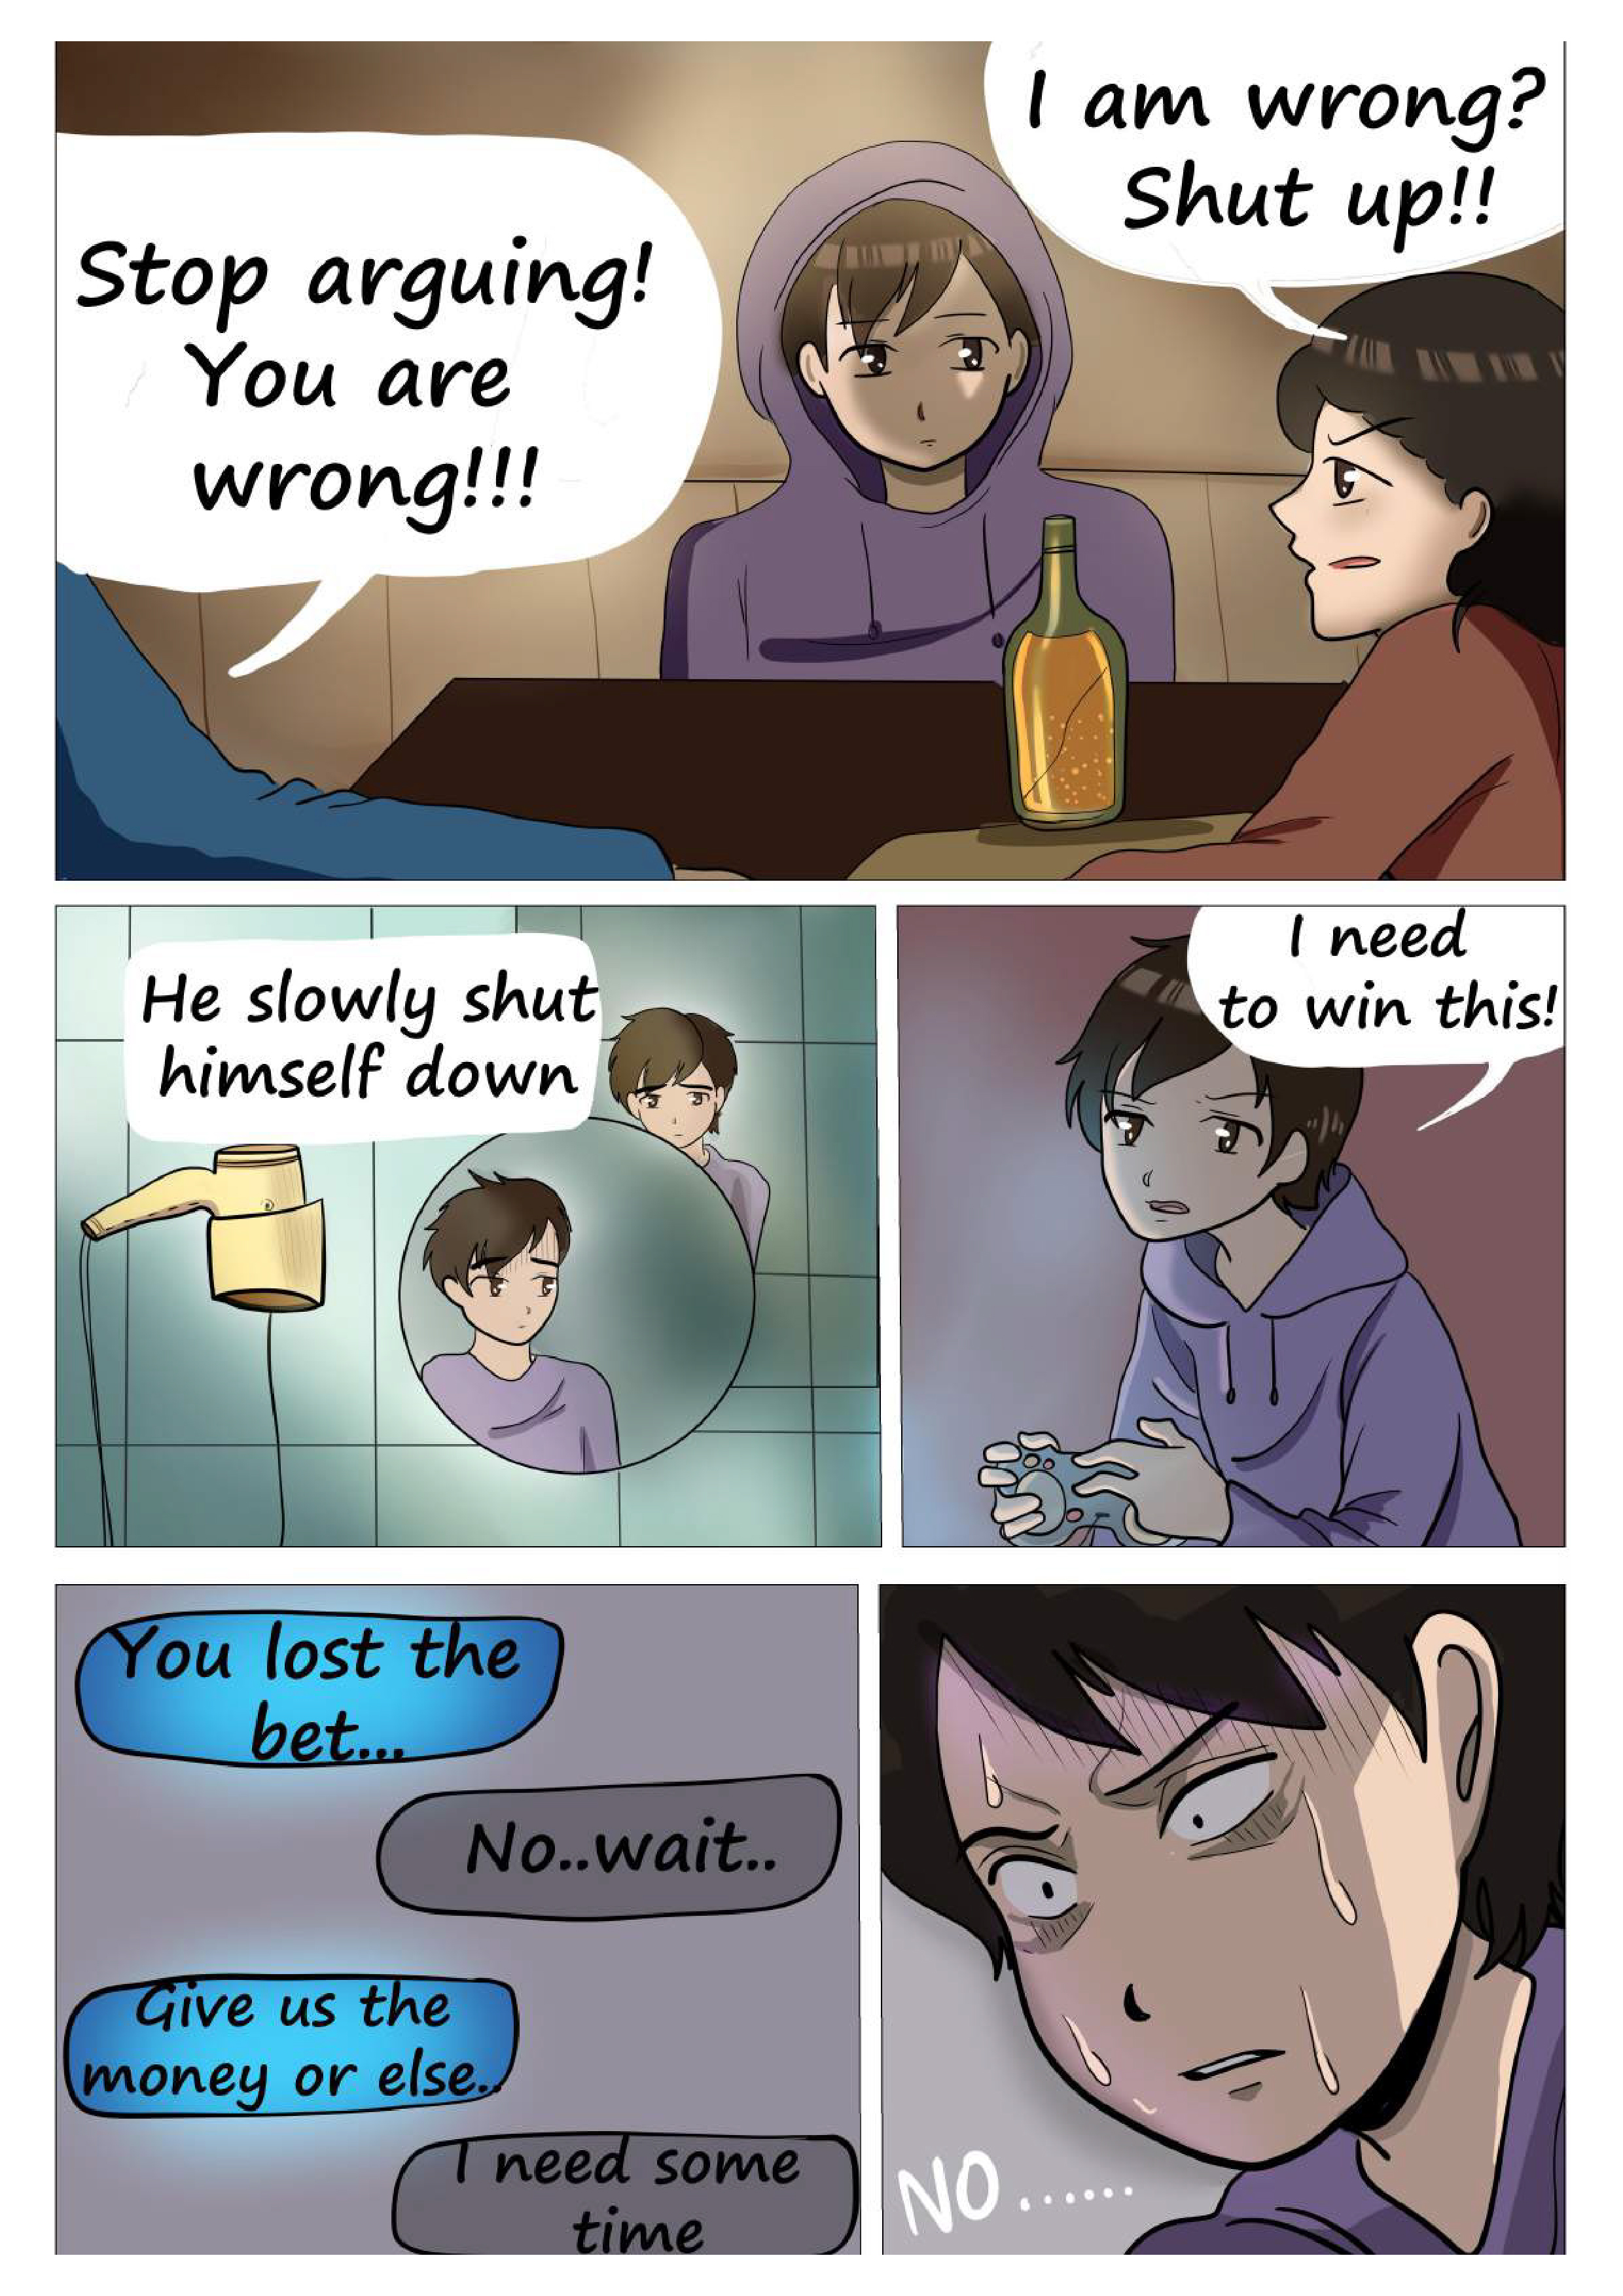 I am wrong?
Shut up!!
Stop arguing!
You are
wrong!!!
He slowly shut
himself down
I need
to win this!
You lost the
bet...
No..wait..
Give us the
money or else..
I need some
time
NO......